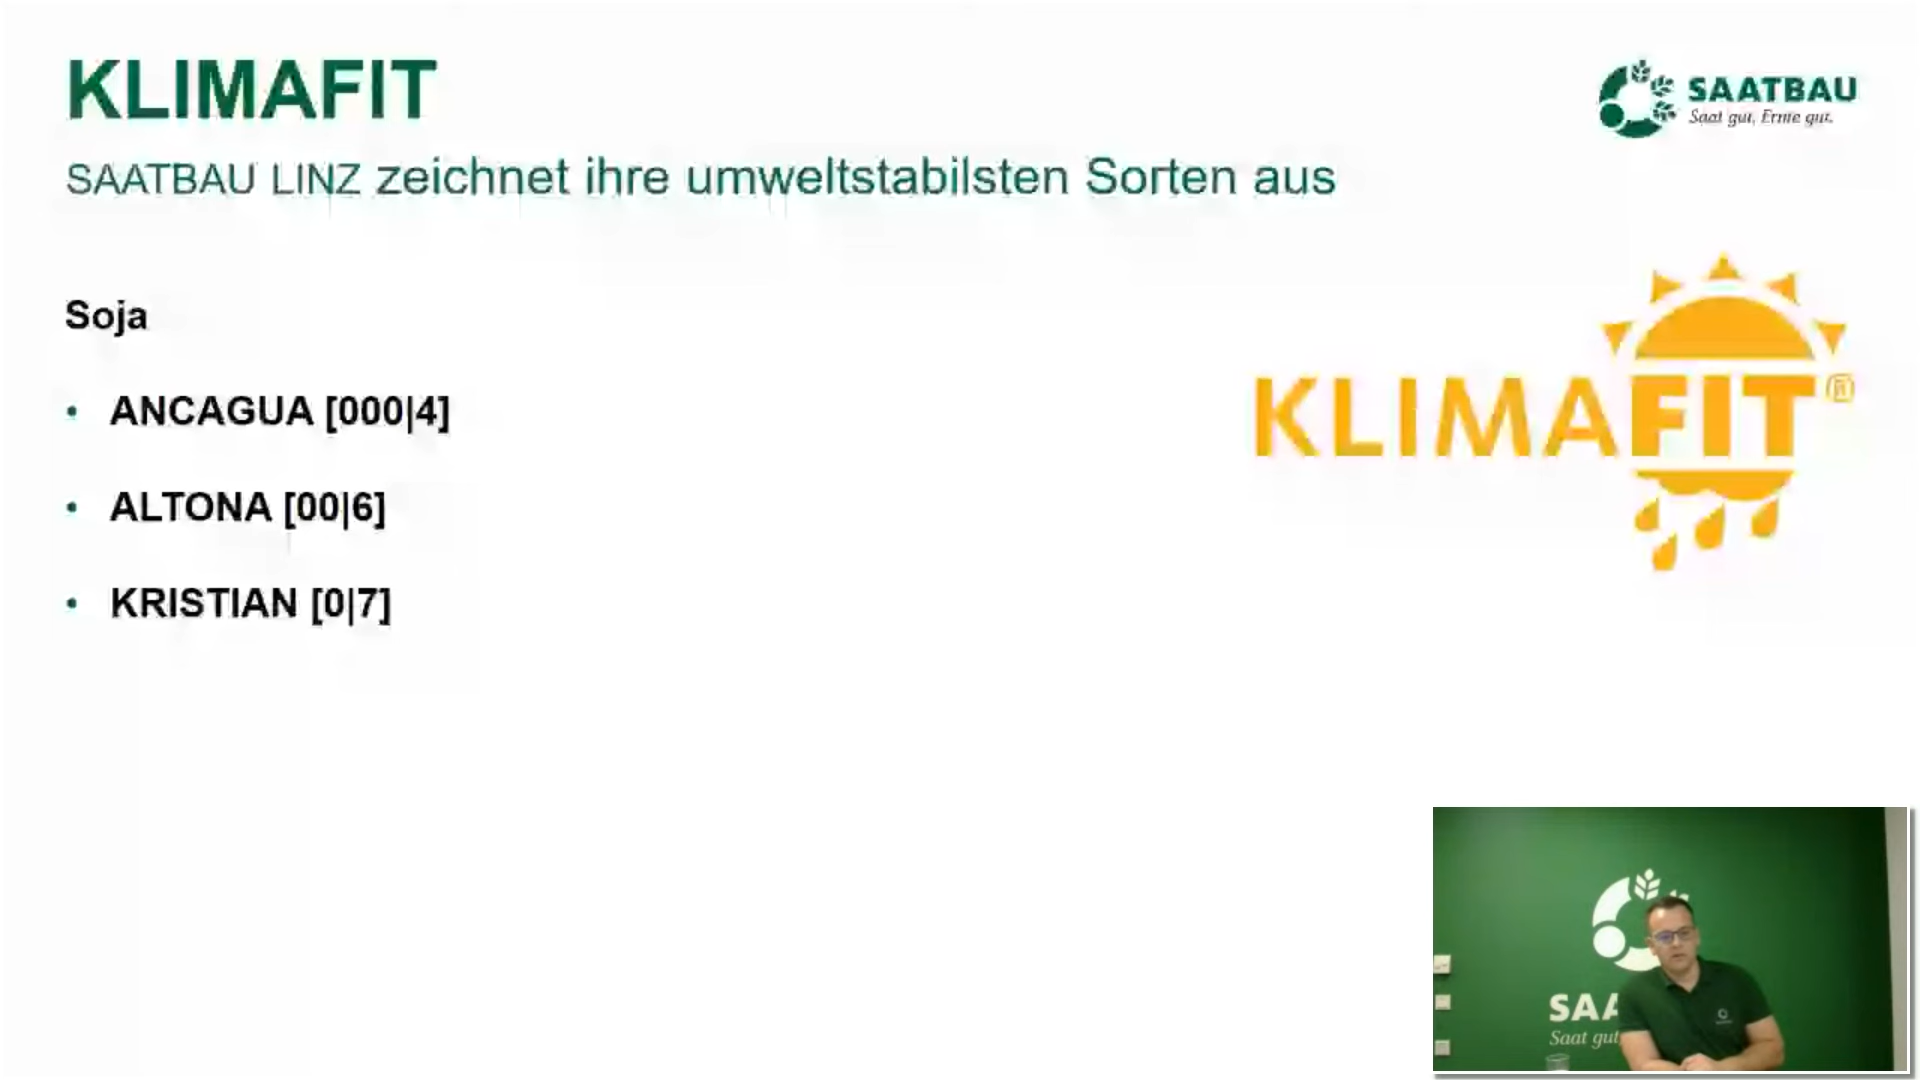 KLIMAFIT
SAATBAU
Saat gut, Ernte gut.
SAATBAU LINZ zeichnet ihre umweltstabilsten Sorten aus
Soja
• ANCAGUA [000|4]
• ALTONA [00|6]
• KRISTIAN [0|7]
KLIMAFIT®
SAA
Saat gut